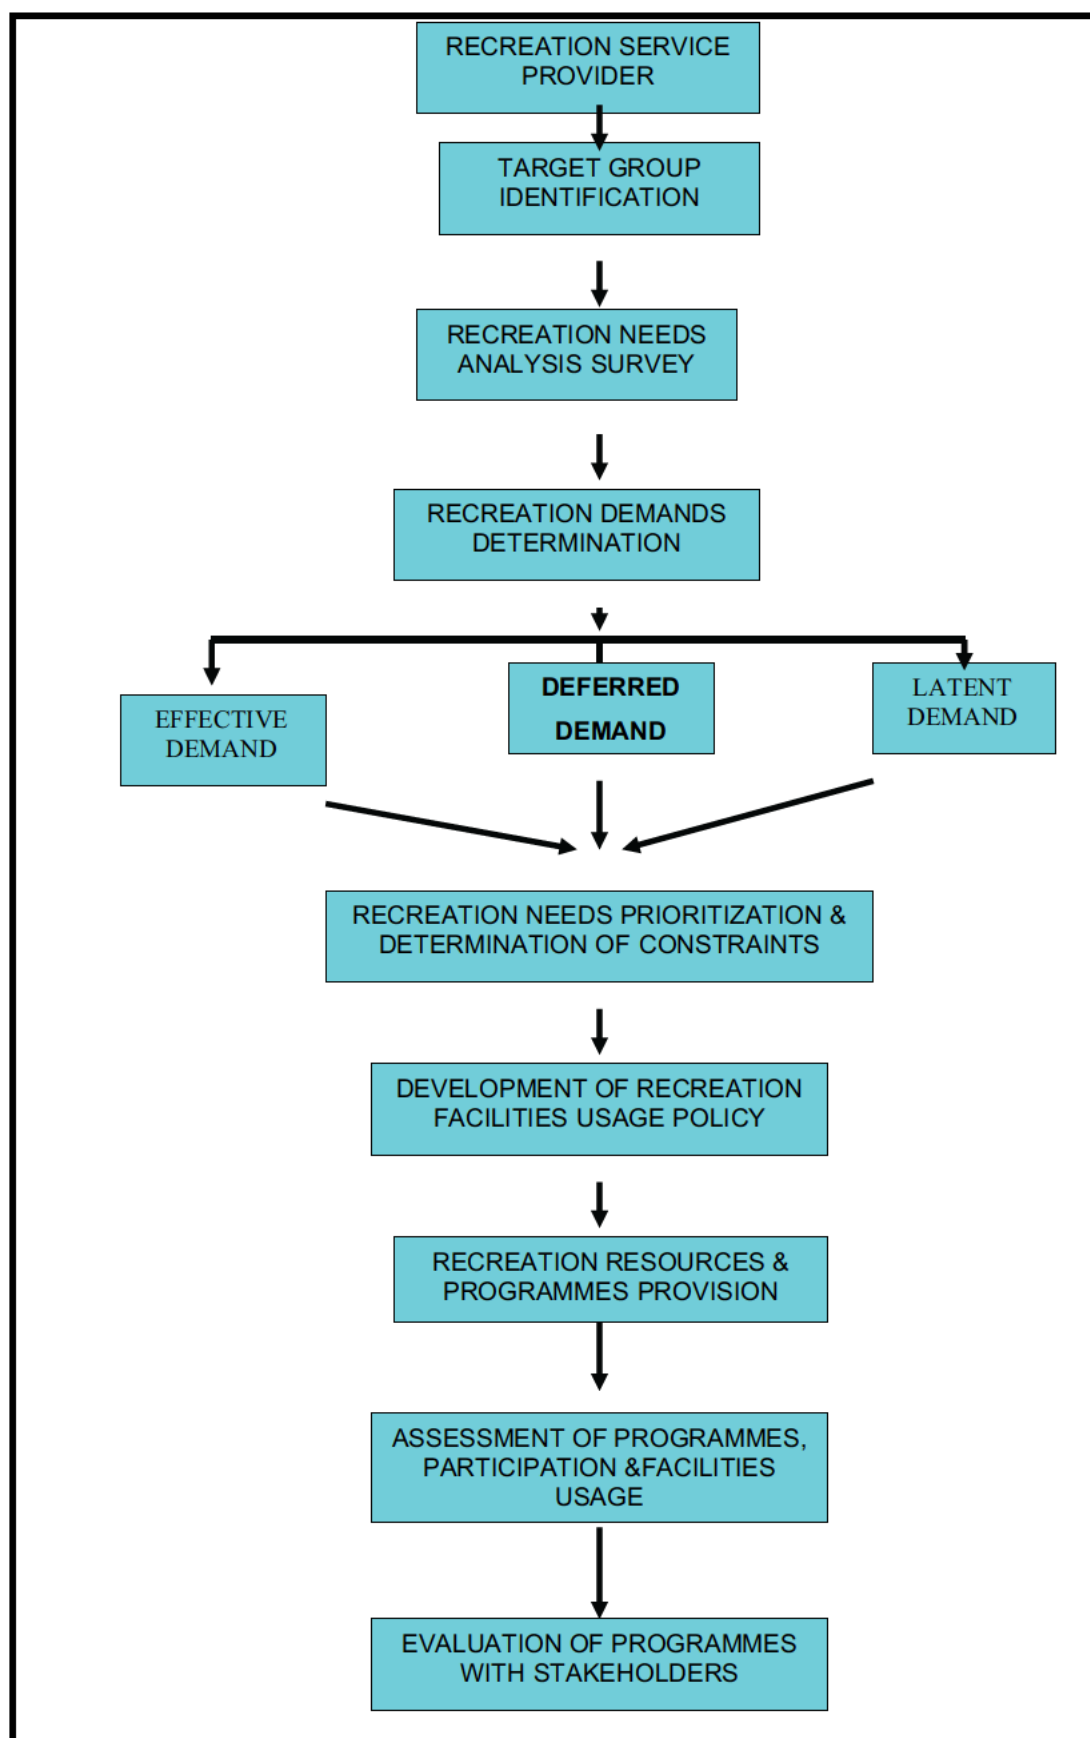 RECREATION SERVICE
PROVIDER
TARGET GROUP
IDENTIFICATION
RECREATION NEEDS
ANALYSIS SURVEY
RECREATION DEMANDS
DETERMINATION
EFFECTIVE
DEMAND
DEFERRED
DEMAND
LATENT
DEMAND
RECREATION NEEDS PRIORITIZATION &
DETERMINATION OF CONSTRAINTS
DEVELOPMENT OF RECREATION
FACILITIES USAGE POLICY
RECREATION RESOURCES &
PROGRAMMES PROVISION
ASSESSMENT OF PROGRAMMES,
PARTICIPATION &FACILITIES
USAGE
EVALUATION OF PROGRAMMES
WITH STAKEHOLDERS